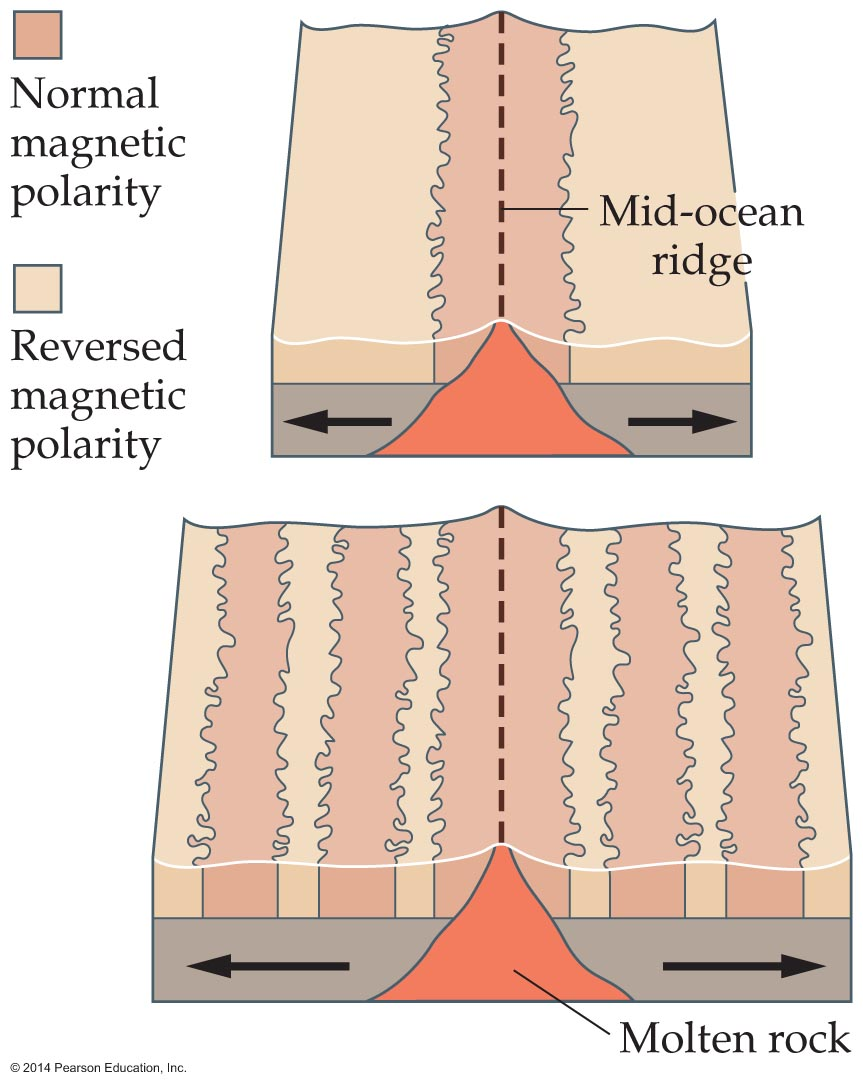 Normal
magnetic
polarity
Reversed
magnetic
polarity
Mid-ocean
ridge
Molten rock
© 2014 Pearson Education, Inc.